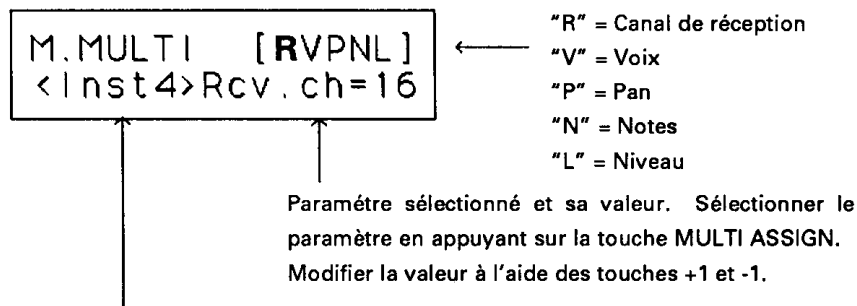 M.MULTI [RVPNL]
<Inst4>Rcv.ch=16
"R" = Canal de réception
"V" = Voix
"P" = Pan
"N" = Notes
"L" = Niveau
Paramétre sélectionné et sa valeur. Sélectionner le
paramètre en appuyant sur la touche MULTI ASSIGN.
Modifier la valeur à l'aide des touches +1 et -1.